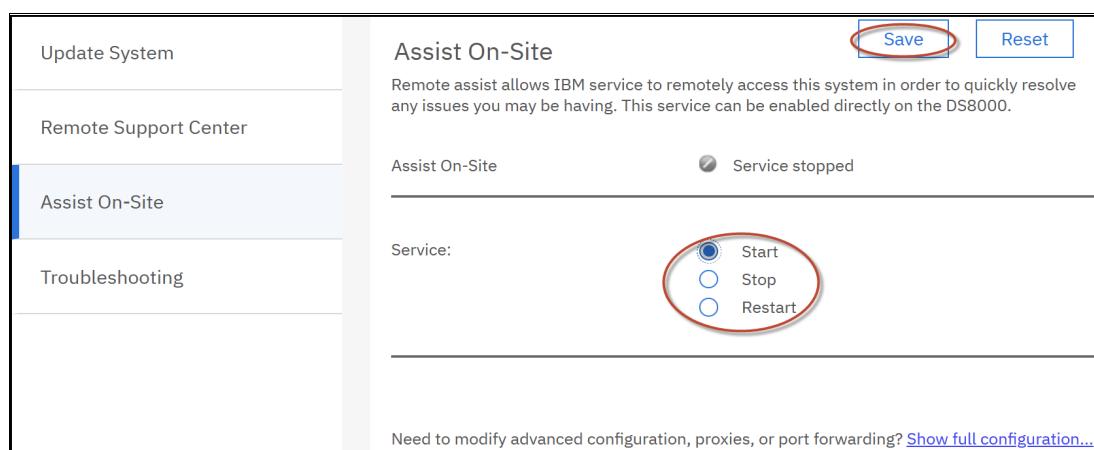 Update System
Remote Support Center
Assist On-Site
Troubleshooting
Assist On-Site
Save
Reset
Remote assist allows IBM service to remotely access this system in order to quickly resolve
any issues you may be having. This service can be enabled directly on the DS8000.
Assist On-Site
Service stopped
Service:
Start
Stop
Restart
Need to modify advanced configuration, proxies, or port forwarding? Show full configuration...